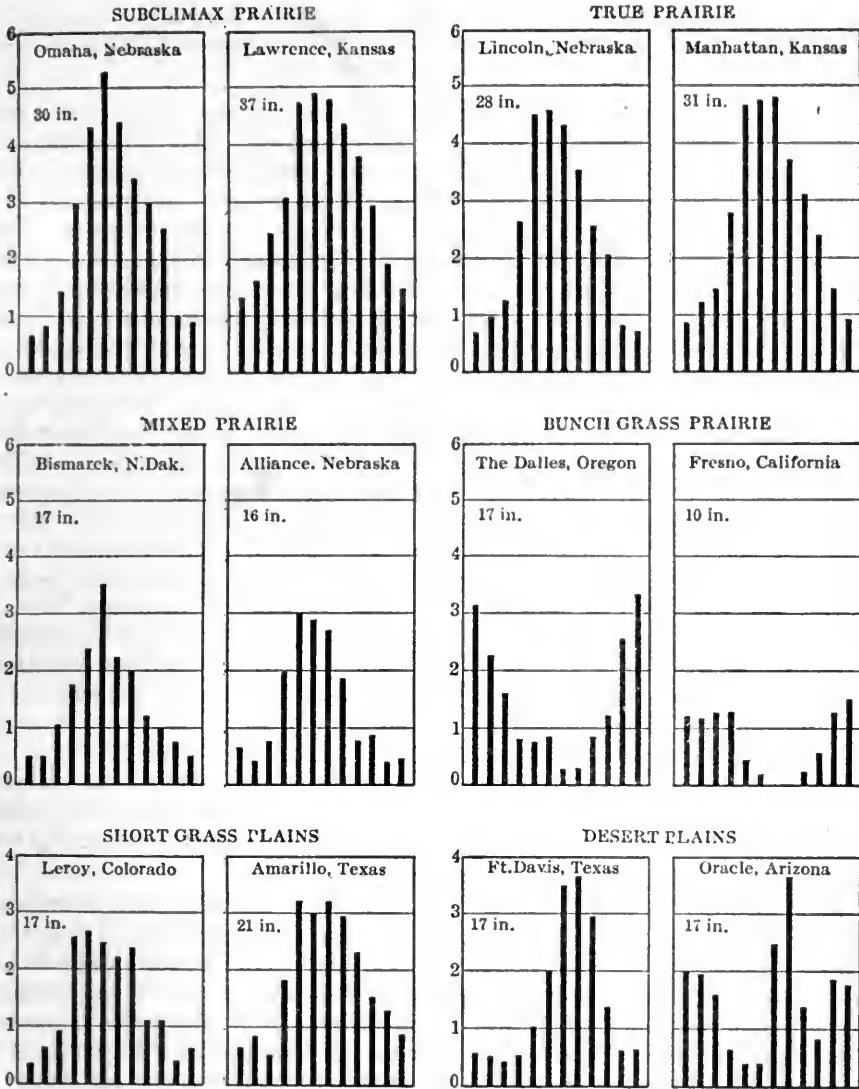 SUBCLIMAX PRAIRIE
TRUE PRAIRIE
6
Omaha, Nebraska
Lawrence, Kansas
6
Lincoln, Nebraska
Manhattan, Kansas
5
30 in.
37 in.
5
28 in.
31 in.
4
4
3
3
2
2
1
1
0
0
MIXED PRAIRIE
BUNCH GRASS PRAIRIE
6
Bismarck, N.Dak.
Alliance. Nebraska
6
The Dalles, Oregon
Fresno, California
5
17 in.
16 in.
5
17 in.
10 in.
4
4
3
3
2
2
1
1
0
0
SHORT GRASS PLAINS
DESERT PLAINS
4
Leroy, Colorado
Amarillo, Texas
4
Ft.Davis, Texas
Oracle, Arizona
3
17 in.
21 in.
3
17 in.
17 in.
2
2
1
1
0
0